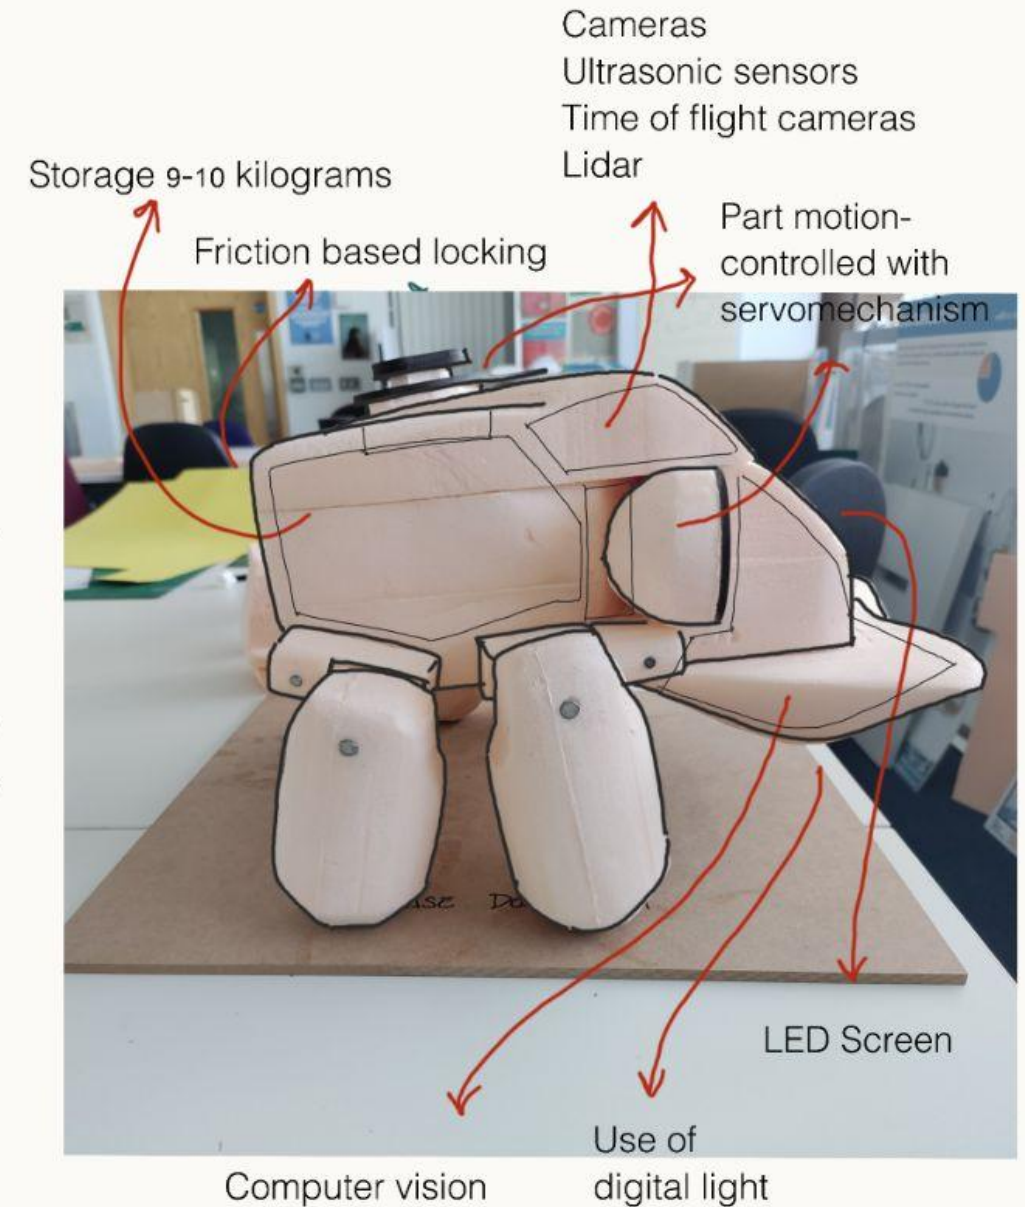 Cameras
Ultrasonic sensors
Time of flight cameras
Lidar
Storage 9-10 kilograms
Part motion-
controlled with
servomechanism
Friction based locking
LED Screen
Use of
digital light
Computer vision